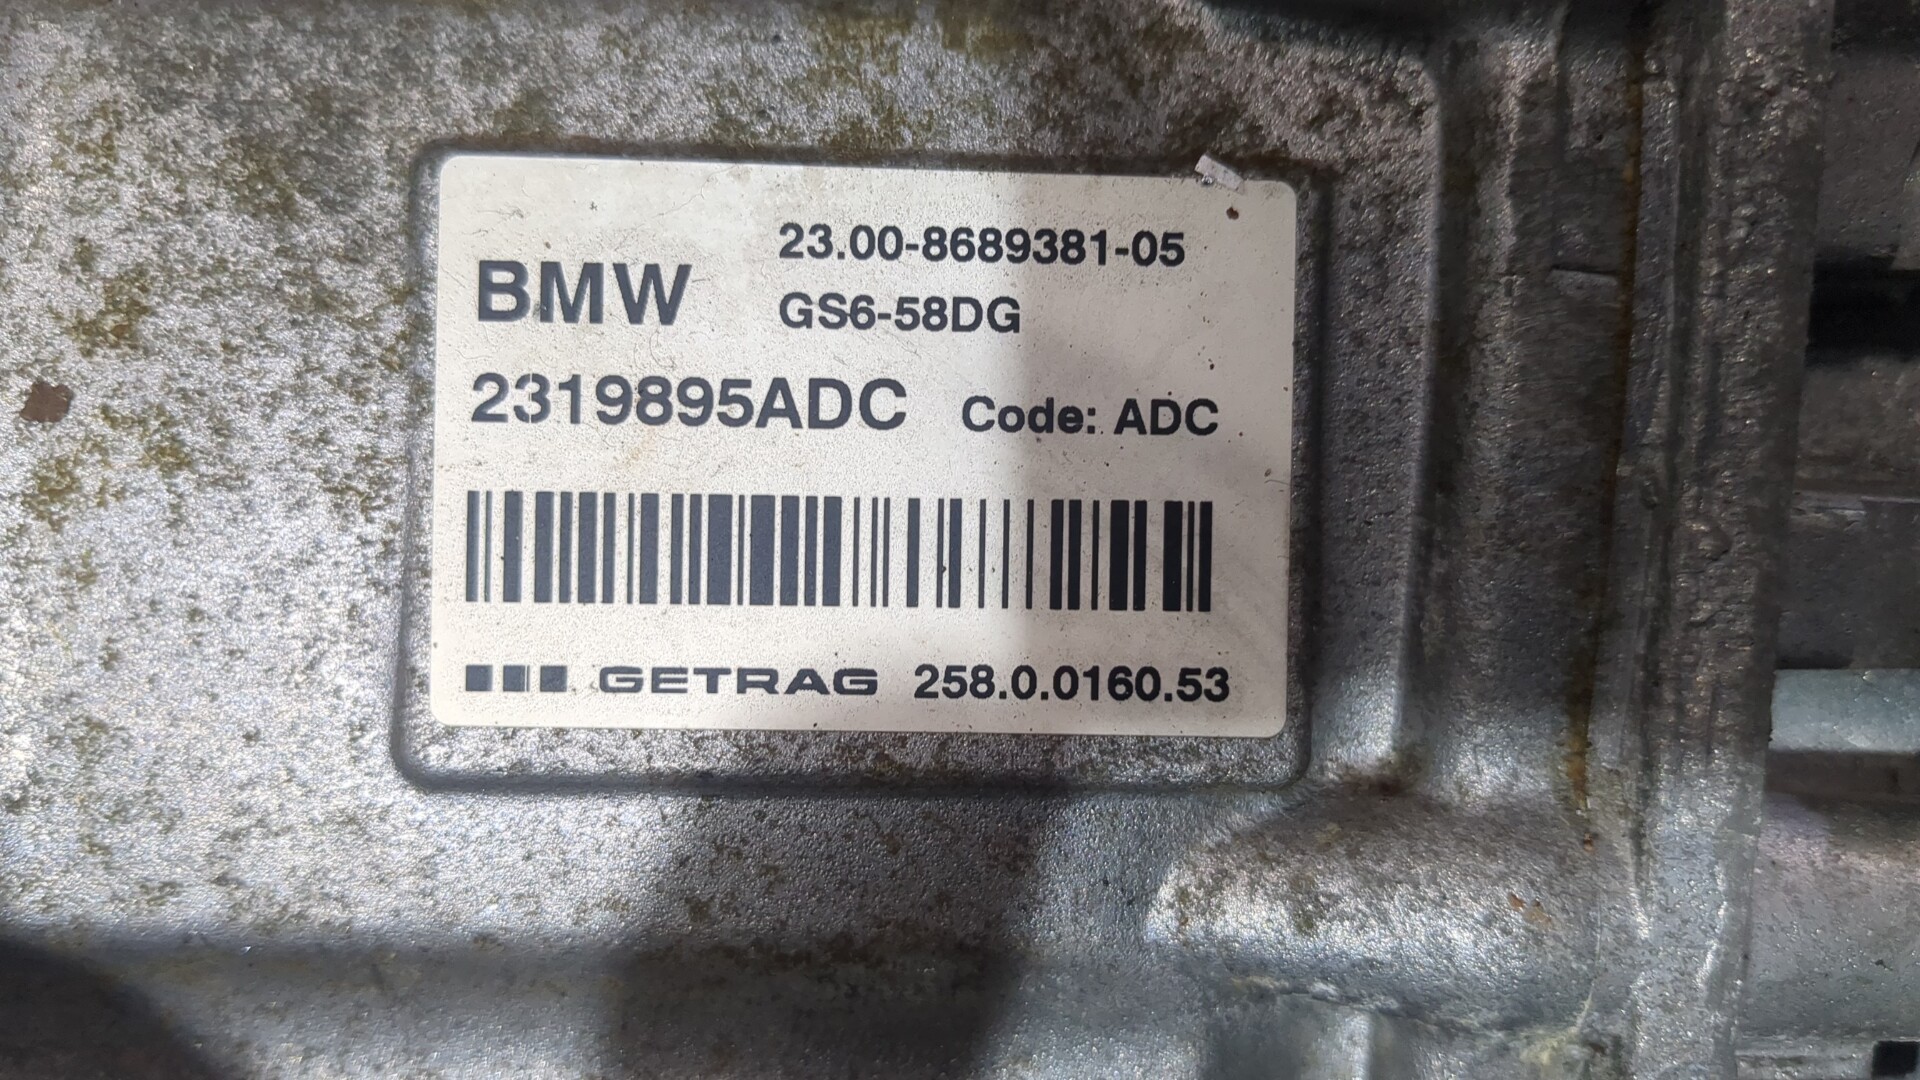 23.00-8689381-05
BMW GS6-58DG
2319895ADC Code: ADC
GETRAG 258.0.0160.53